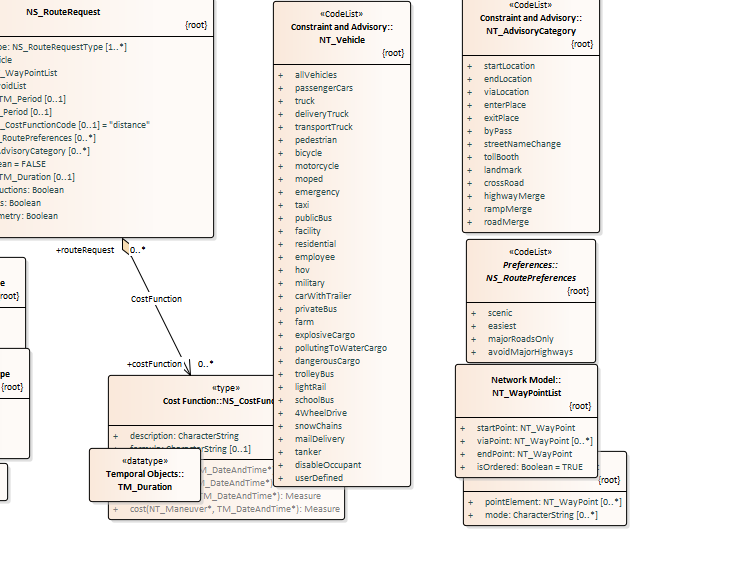 NS_RouteRequest
{root}
pe: NS_RouteRequestType [1..*]
icle
_WayPointList
oidList
TM_Period [0..1]
_Period [0..1]
_CostFunctionCode [0..1] = "distance"
_RoutePreferences [0..*]
dvisoryCategory [0..*]
ean = FALSE
TM_Duration [0..1]
uctions: Boolean
s: Boolean
metry: Boolean
+routeRequest
0..*
CostFunction
+costFunction
0..*
e
root}
pe
{root}
«type»
Cost Function::NS_CostFunc
+ description: CharacterString
+ formula: CharacterString [0..1]
TM_DateAndTime*
TM_DateAndTime*)
TM_DateAndTime*): Measure
+ cost(NT_Maneuver*, TM_DateAndTime*): Measure
«datatype»
Temporal Objects::
TM_Duration
«CodeList»
Constraint and Advisory::
NT_Vehicle
{root}
+ allVehicles
+ passengerCars
+ truck
+ deliveryTruck
+ transportTruck
+ pedestrian
+ bicycle
+ motorcycle
+ moped
+ emergency
+ taxi
+ publicBus
+ facility
+ residential
+ employee
+ hov
+ military
+ carWithTrailer
+ privateBus
+ farm
+ explosiveCargo
+ pollutingToWaterCargo
+ dangerousCargo
+ trolleyBus
+ lightRail
+ schoolBus
+ 4WheelDrive
+ snowChains
+ mailDelivery
+ tanker
+ disableOccupant
+ userDefined
«CodeList»
Constraint and Advisory::
NT_AdvisoryCategory
{root}
+ startLocation
+ endLocation
+ viaLocation
+ enterPlace
+ exitPlace
+ byPass
+ streetNameChange
+ tollBooth
+ landmark
+ crossRoad
+ highwayMerge
+ rampMerge
+ roadMerge
«CodeList»
Preferences::
NS_RoutePreferences
{root}
+ scenic
+ easiest
+ majorRoadsOnly
+ avoidMajorHighways
Network Model::
NT_WayPointList
{root}
+ startPoint: NT_WayPoint
+ viaPoint: NT_WayPoint [0..*]
+ endPoint: NT_WayPoint
+ isOrdered: Boolean = TRUE
{root}
+ pointElement: NT_WayPoint [0..*]
+ mode: CharacterString [0..*]